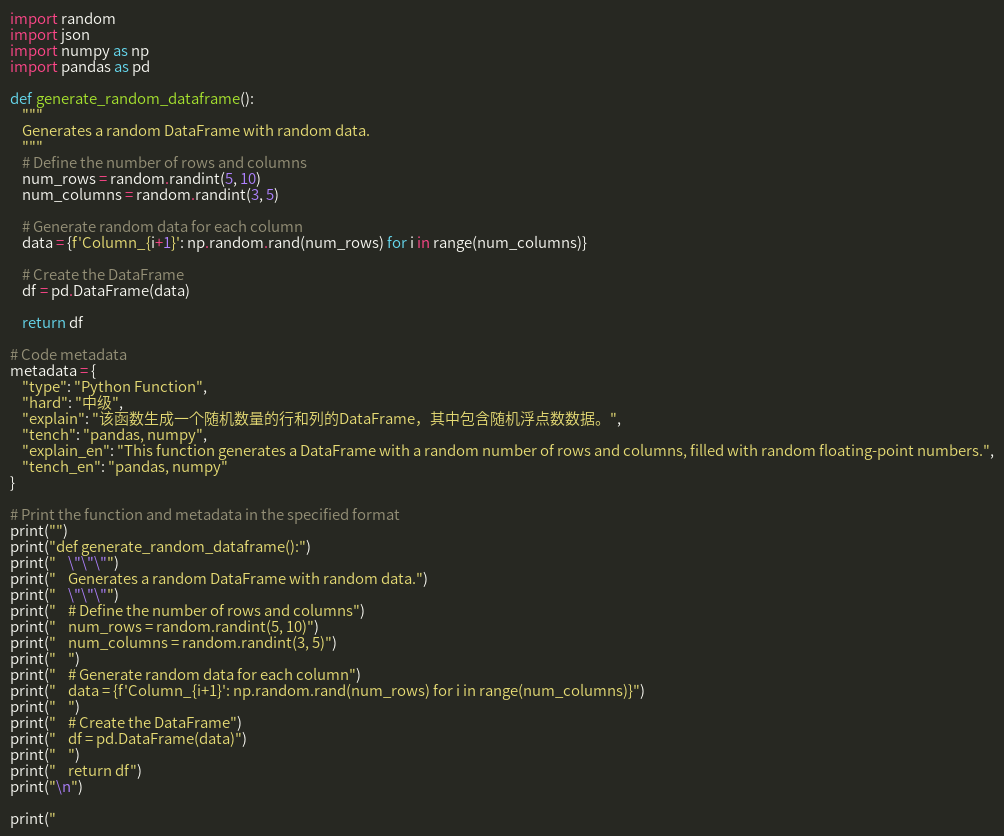 import random
import json
import numpy as np
import pandas as pd

def generate_random_dataframe():
    """
    Generates a random DataFrame with random data.
    """
    # Define the number of rows and columns
    num_rows = random.randint(5, 10)
    num_columns = random.randint(3, 5)

    # Generate random data for each column
    data = {f'Column_{i+1}': np.random.rand(num_rows) for i in range(num_columns)}

    # Create the DataFrame
    df = pd.DataFrame(data)

    return df

# Code metadata
metadata = {
    "type": "Python Function",
    "hard": "中级",
    "explain": "该函数生成一个随机数量的行和列的DataFrame，其中包含随机浮点数数据。",
    "tench": "pandas, numpy",
    "explain_en": "This function generates a DataFrame with a random number of rows and columns, filled with random floating-point numbers.",
    "tench_en": "pandas, numpy"
}

# Print the function and metadata in the specified format
print("")
print("def generate_random_dataframe():")
print("    \"\"\"")
print("    Generates a random DataFrame with random data.")
print("    \"\"\"")
print("    # Define the number of rows and columns")
print("    num_rows = random.randint(5, 10)")
print("    num_columns = random.randint(3, 5)")
print("    ")
print("    # Generate random data for each column")
print("    data = {f'Column_{i+1}': np.random.rand(num_rows) for i in range(num_columns)}")
print("    ")
print("    # Create the DataFrame")
print("    df = pd.DataFrame(data)")
print("    ")
print("    return df")
print("\n")

print("